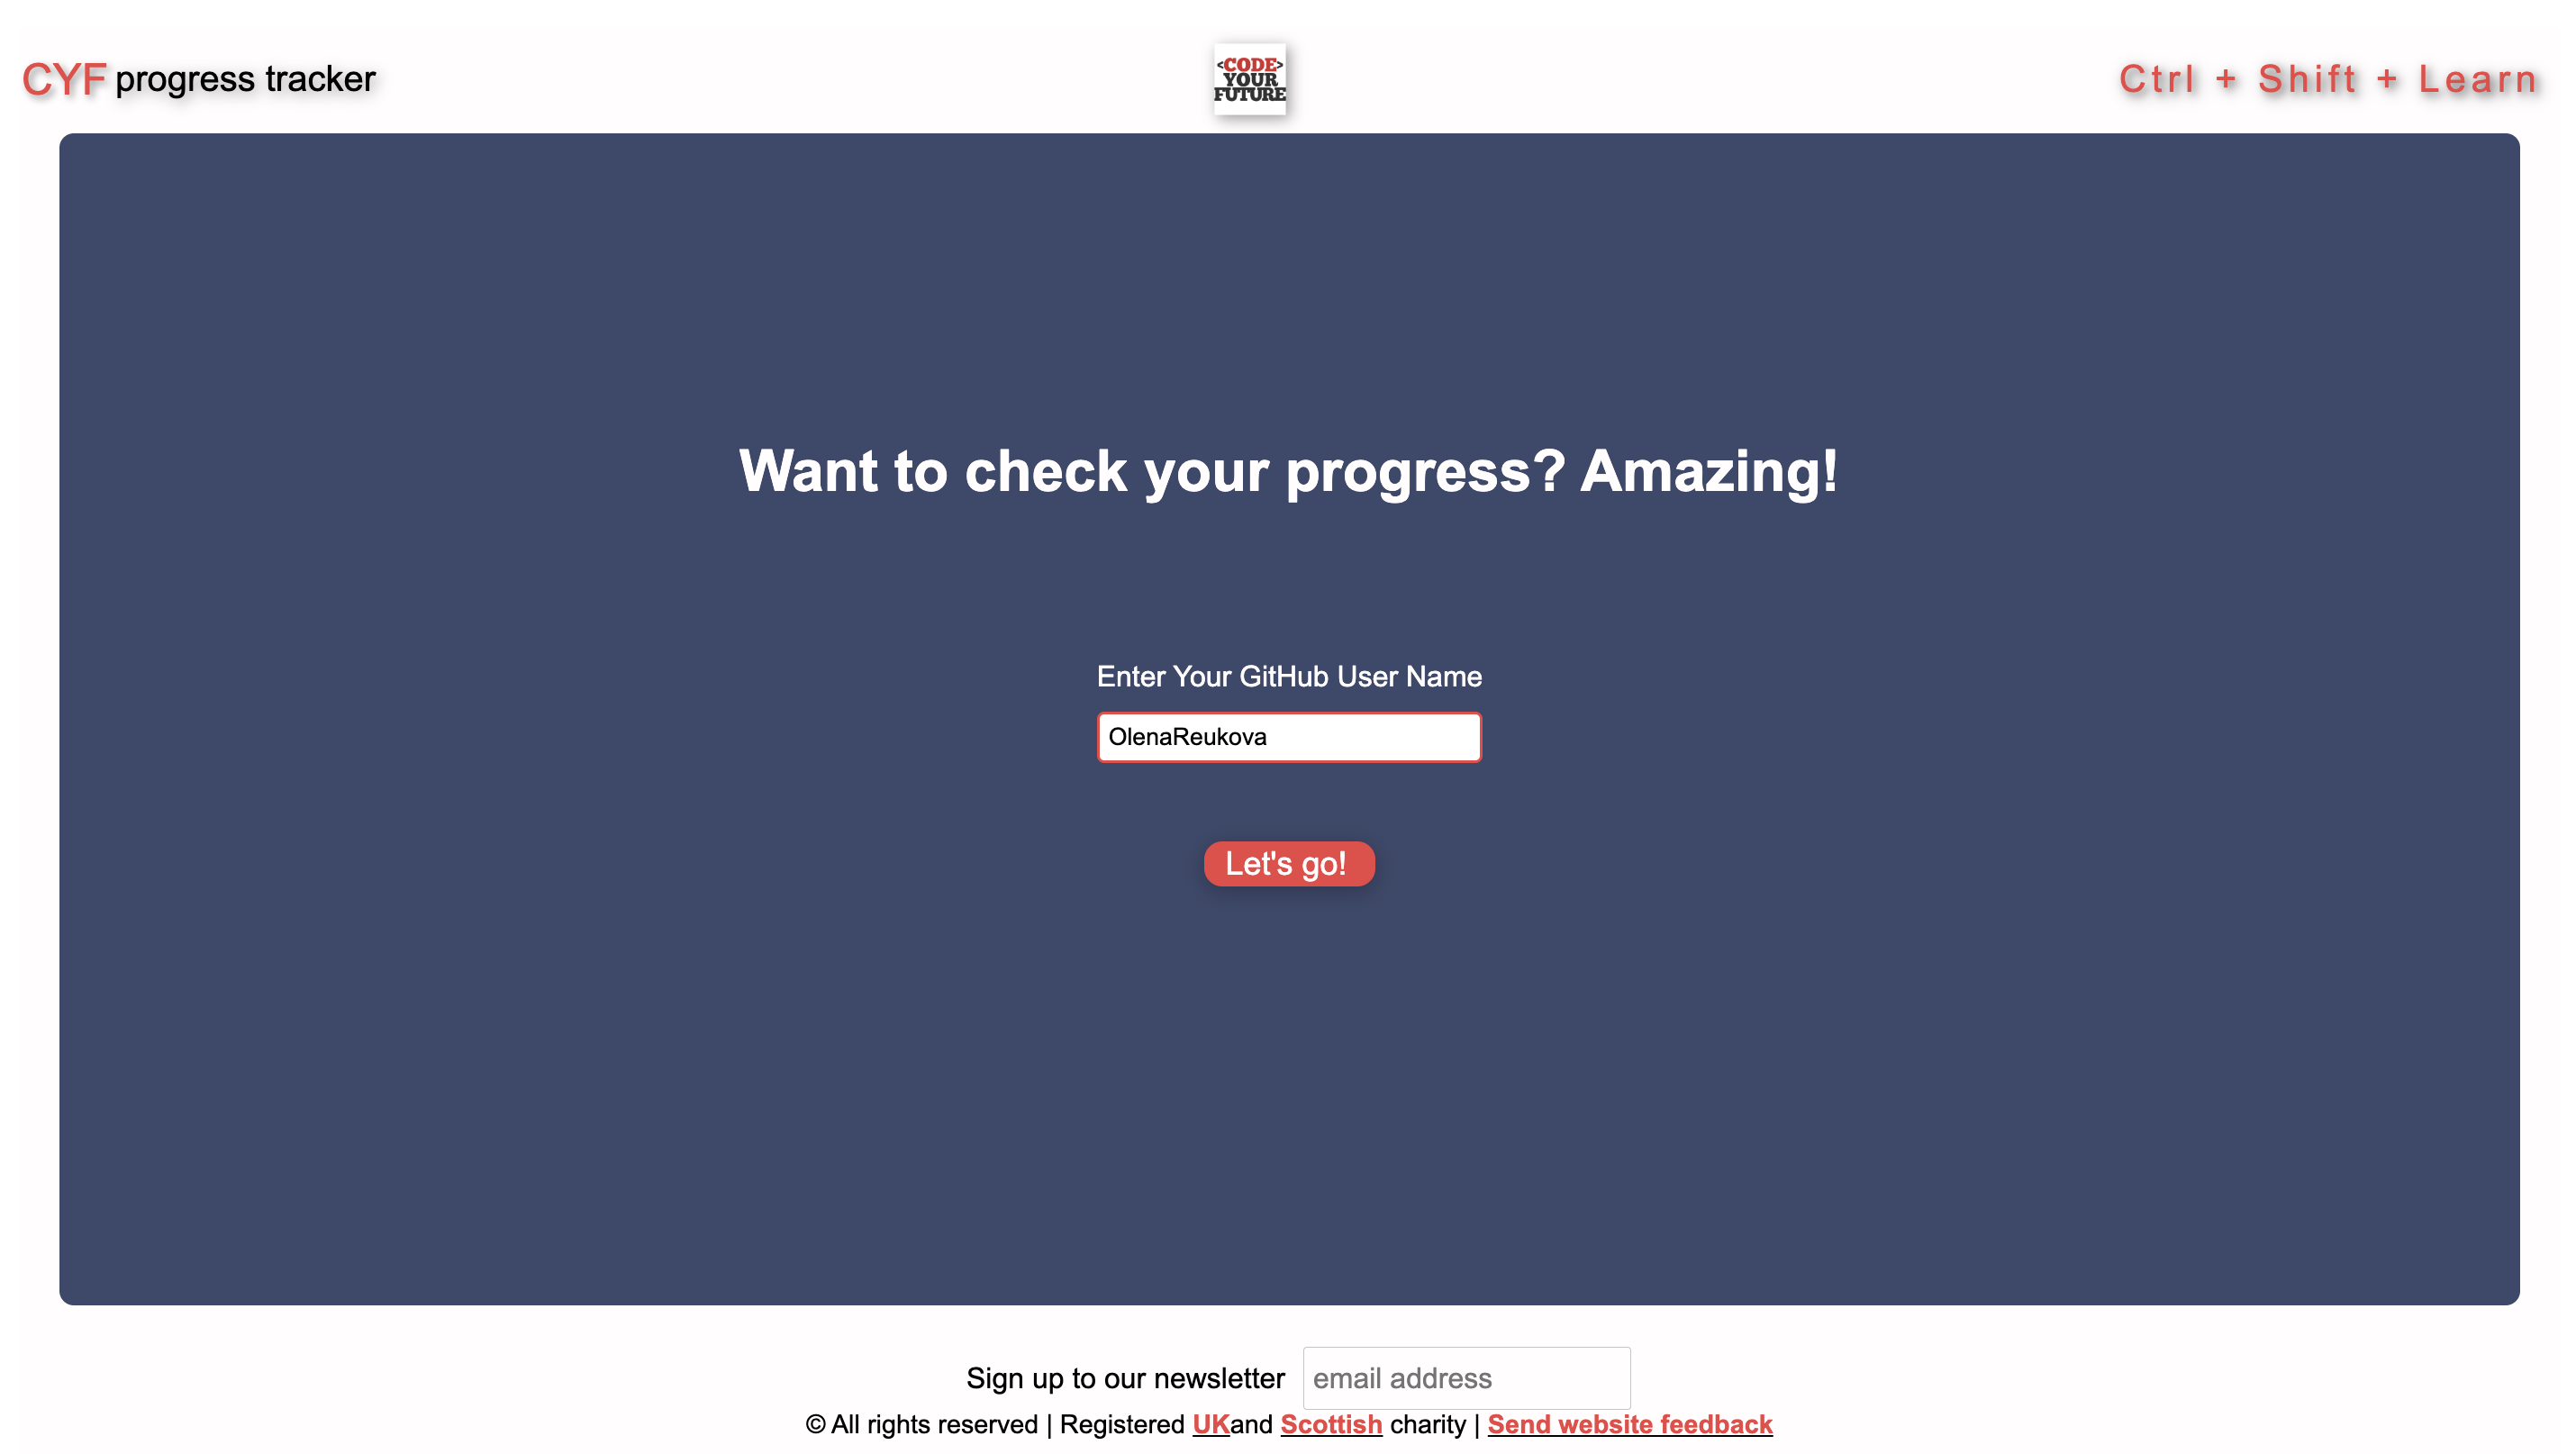 CYF progress tracker
<CODE>
YOUR
FUTURE
Ctrl + Shift + Learn
Want to check your progress? Amazing!
Enter Your GitHub User Name
OlenaReukova
Let's go!
Sign up to our newsletter email address
© All rights reserved | Registered UKand Scottish charity | Send website feedback